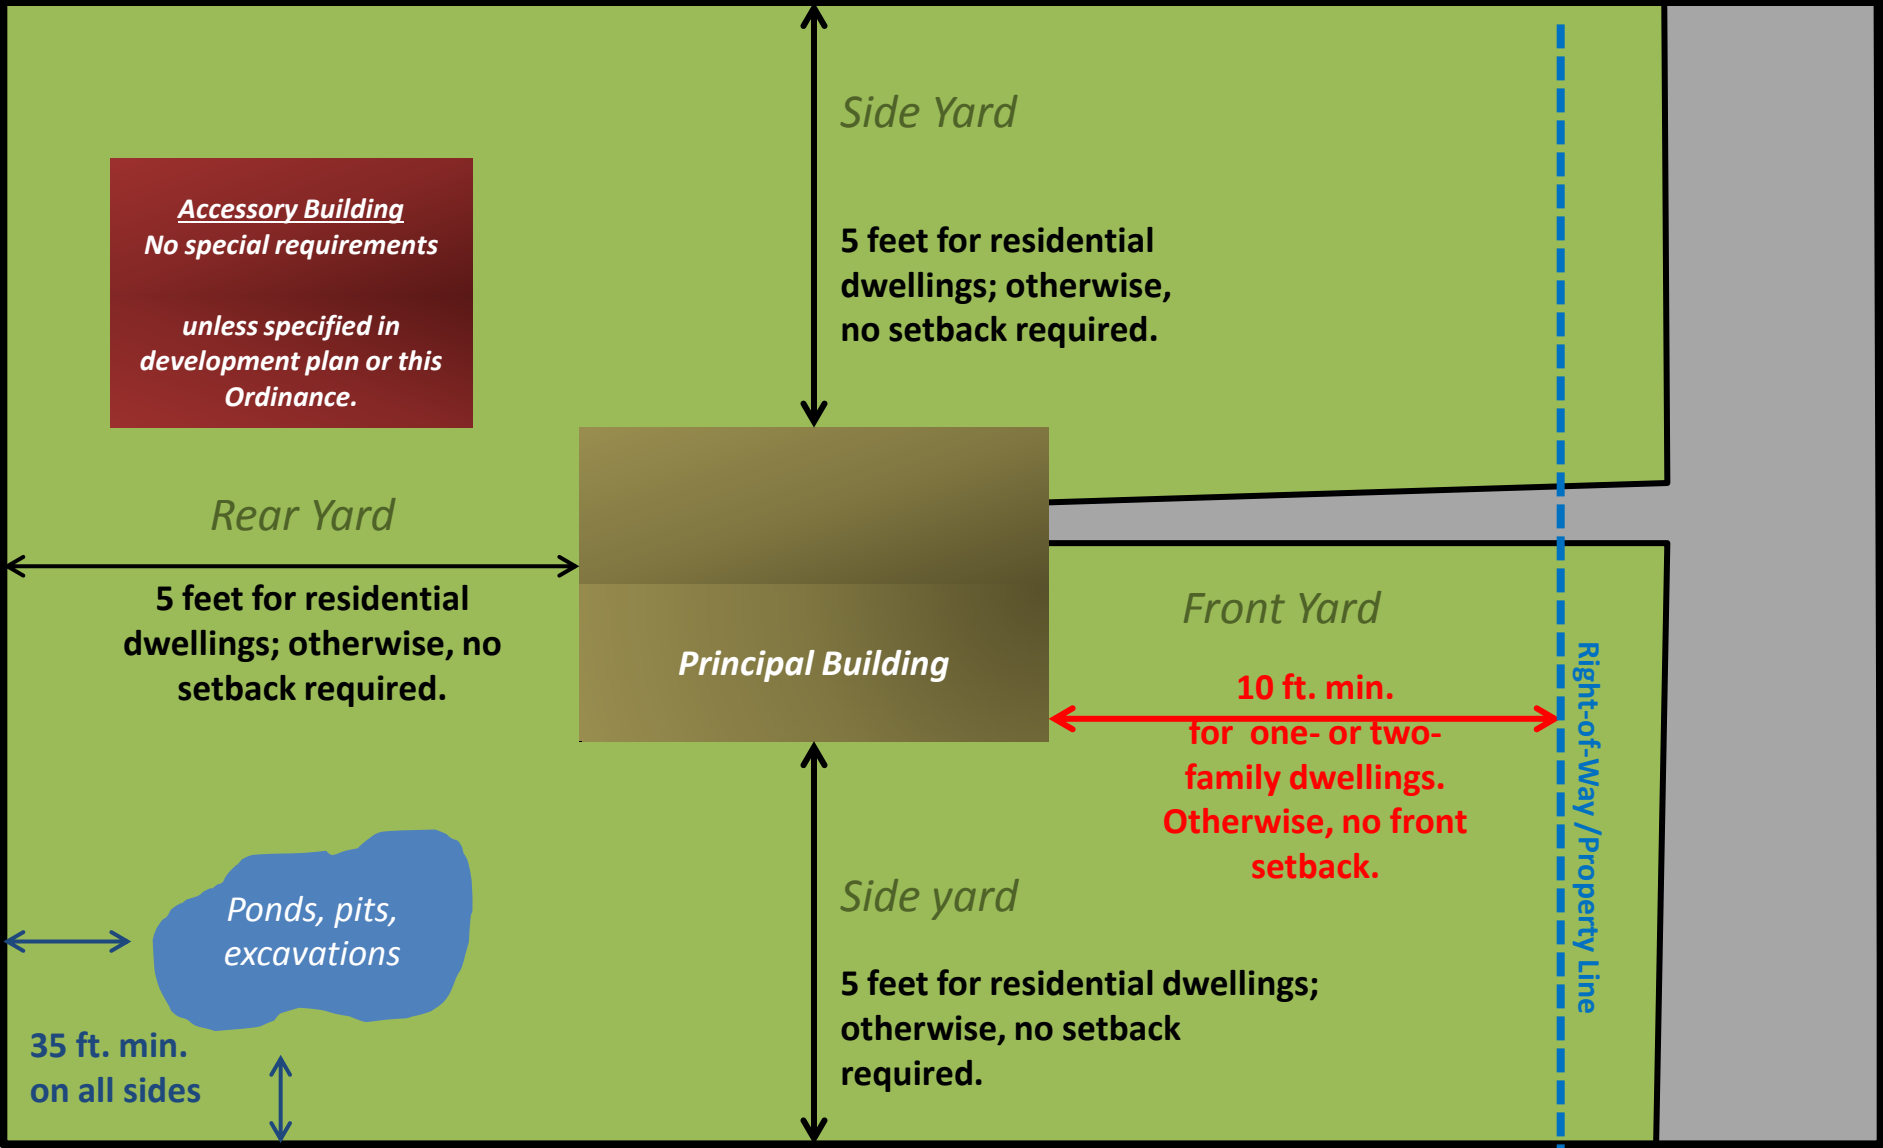 Side Yard
5 feet for residential
dwellings; otherwise,
no setback required.
Accessory Building
No special requirements
unless specified in
development plan or this
Ordinance.
Rear Yard
5 feet for residential
dwellings; otherwise, no
setback required.
Principal Building
Front Yard
10 ft. min.
for one- or two-
family dwellings.
Otherwise, no front
setback.
Right-of-Way /Property Line
Ponds, pits,
excavations
35 ft. min.
on all sides
Side yard
5 feet for residential dwellings;
otherwise, no setback
required.